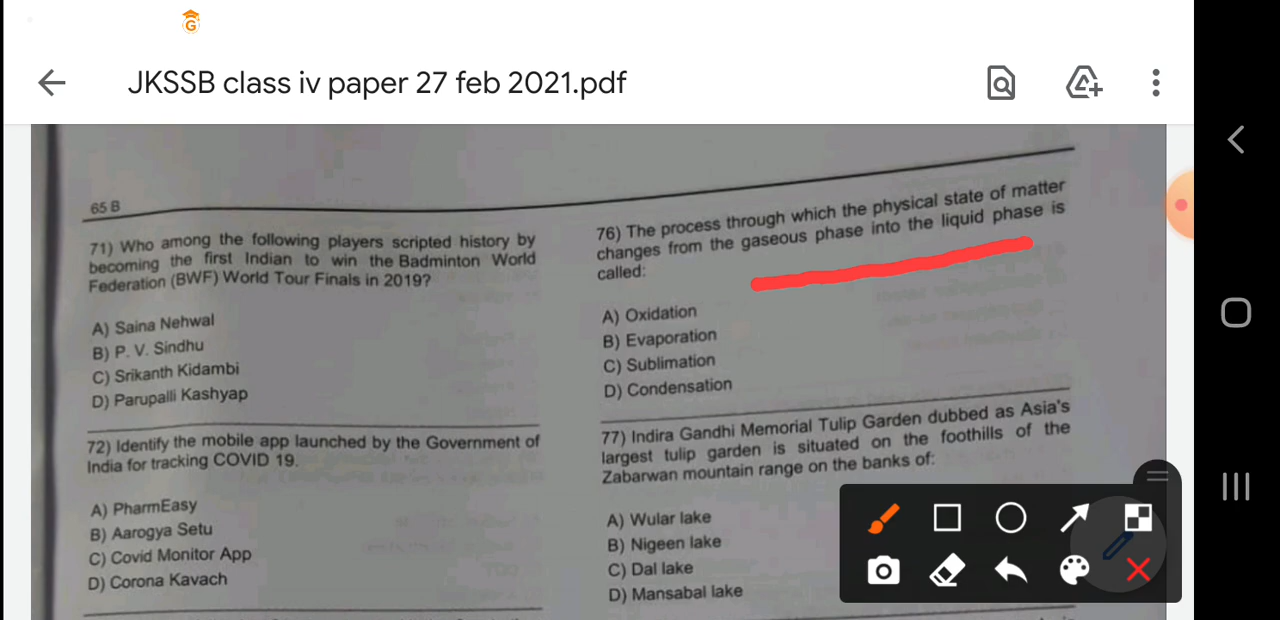 G
JKSSB class iv paper 27 feb 2021.pdf
65 B
71) Who among the following players scripted history by
becoming the first Indian to win the Badminton World
Federation (BWF) World Tour Finals in 2019?
A) Saina Nehwal
B) P. V. Sindhu
C) Srikanth Kidambi
D) Parupalli Kashyap
72) Identify the mobile app launched by the Government of
India for tracking COVID 19.
A) PharmEasy
B) Aarogya Setu
C) Covid Monitor App
D) Corona Kavach
76) The process through which the physical state of matter
changes from the gaseous phase into the liquid phase is
called:
A) Oxidation
B) Evaporation
C) Sublimation
D) Condensation
77) Indira Gandhi Memorial Tulip Garden dubbed as Asia's
largest tulip garden is situated on the foothills of the
Zabarwan mountain range on the banks of:
A) Wular lake
B) Nigeen lake
C) Dal lake
D) Mansabal lake